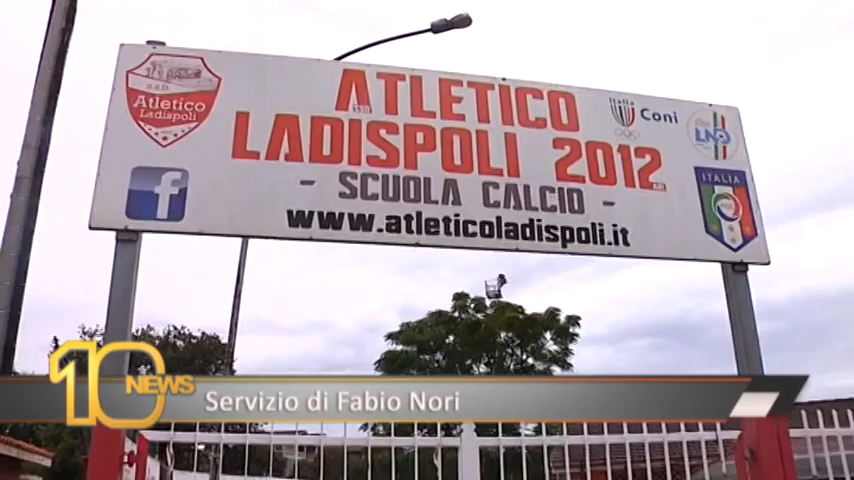 ATLETICO
LADISPOLI 2012
- SCUOLA CALCIO -
www.atleticoladispoli.it
S.S.D.
Atletico
Ladispoli
f
Italia
Coni
LND
ITALIA
10 NEWS
Servizio di Fabio Nori